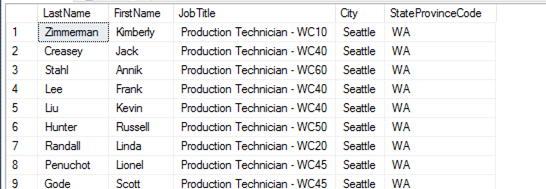 LastName FirstName JobTitle City StateProvinceCode
1 Zimmerman Kimberly Production Technician - WC10 Seattle WA
2 Creasey Jack Production Technician - WC40 Seattle WA
3 Stahl Annik Production Technician - WC60 Seattle WA
4 Lee Frank Production Technician - WC40 Seattle WA
5 Liu Kevin Production Technician - WC40 Seattle WA
6 Hunter Russell Production Technician - WC50 Seattle WA
7 Randall Linda Production Technician - WC20 Seattle WA
8 Penuchot Lionel Production Technician - WC45 Seattle WA
9 Gode Scott Production Technician - WC45 Seattle WA